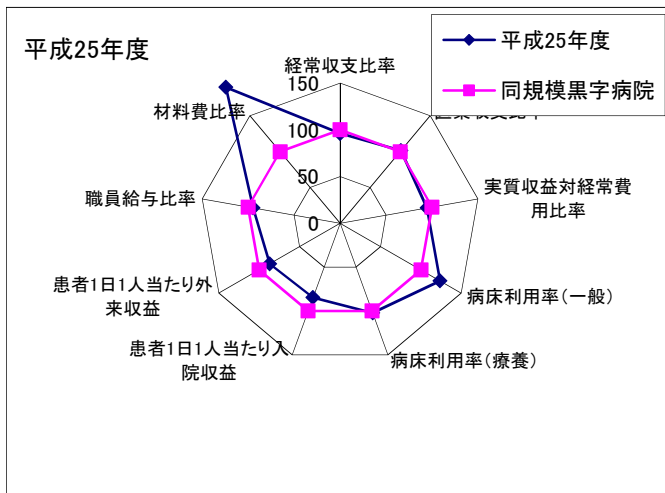 平成25年度
平成25年度
同規模黒字病院
経常収支比率
150
100
50
0
材料費比率
職員給与比率
実質収益対経常費
用比率
病床利用率(一般)
病床利用率(療養)
患者1日1人当たり入
院収益
患者1日1人当たり外
来収益